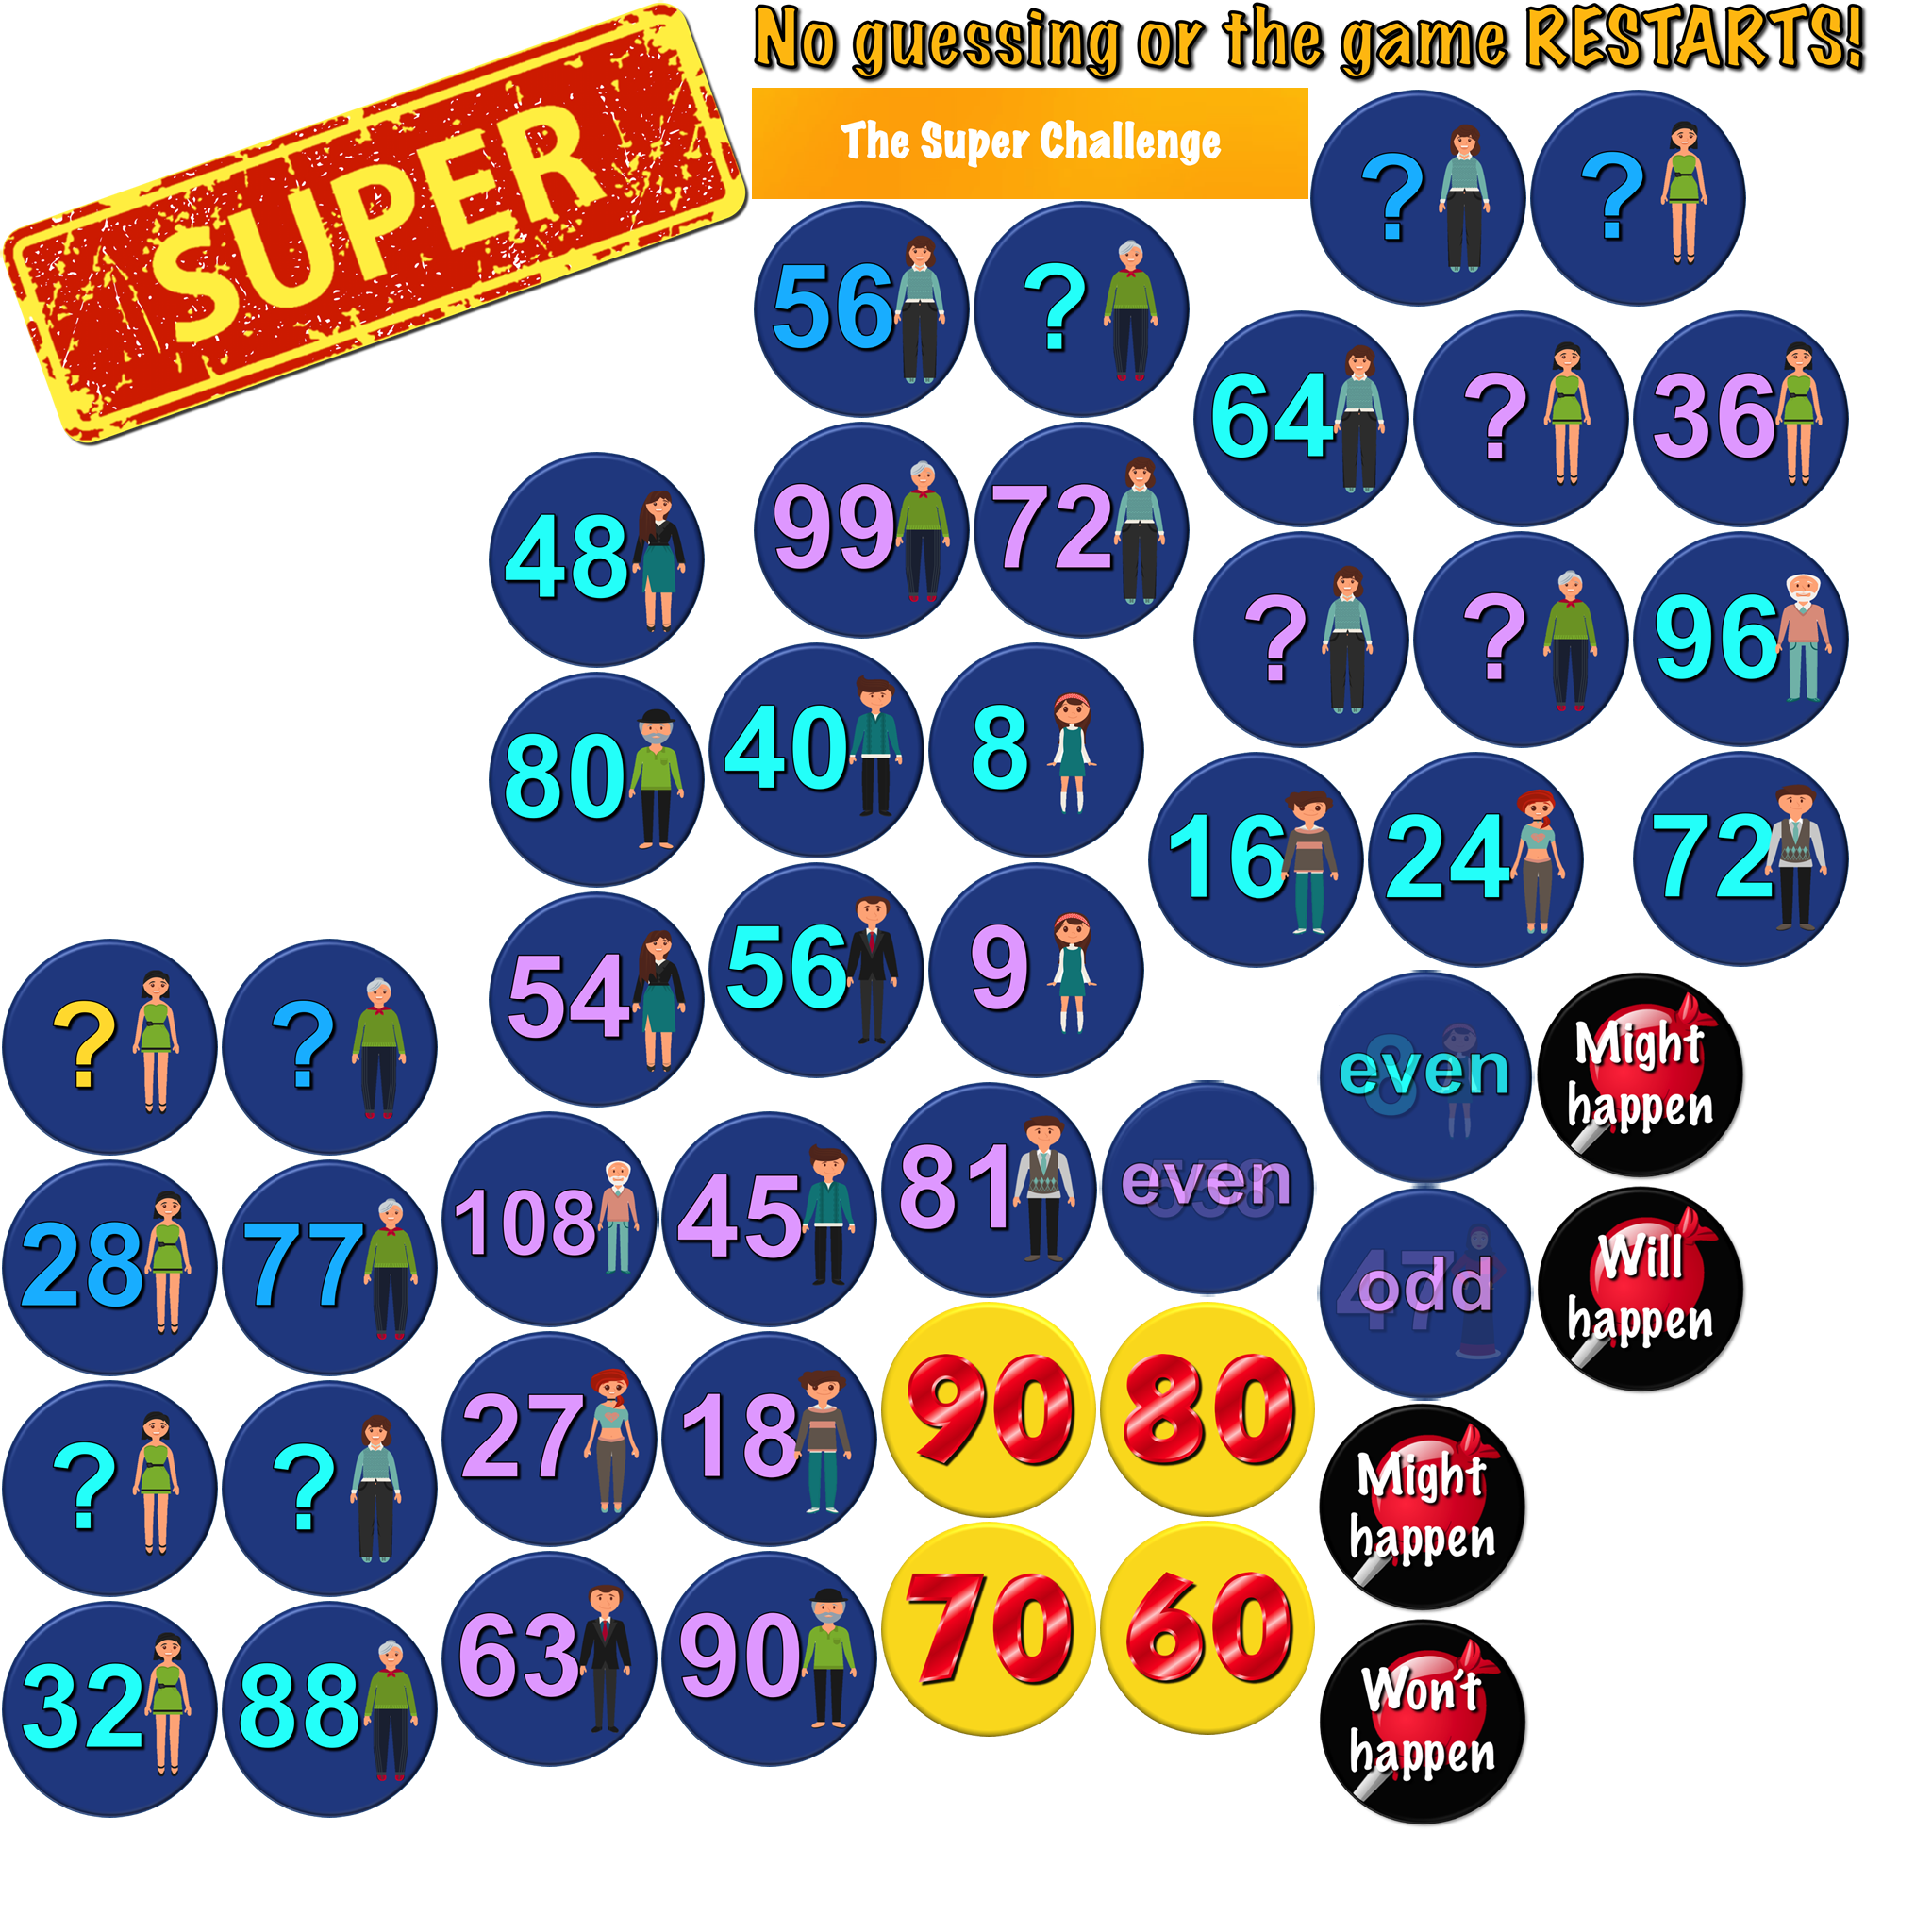 No guessing or the game RESTARTS!
SUPER
The Super Challenge
? ?
56 ?
64 ? 36
48 99 72
? ? 96
80 40 8
16 24 72
54 56 9
? ?
even Might
happen
28 77 108 45 81 even
odd Will
happen
? ? 27 18 90 80
Might
happen
32 88 63 90 70 60
Won't
happen